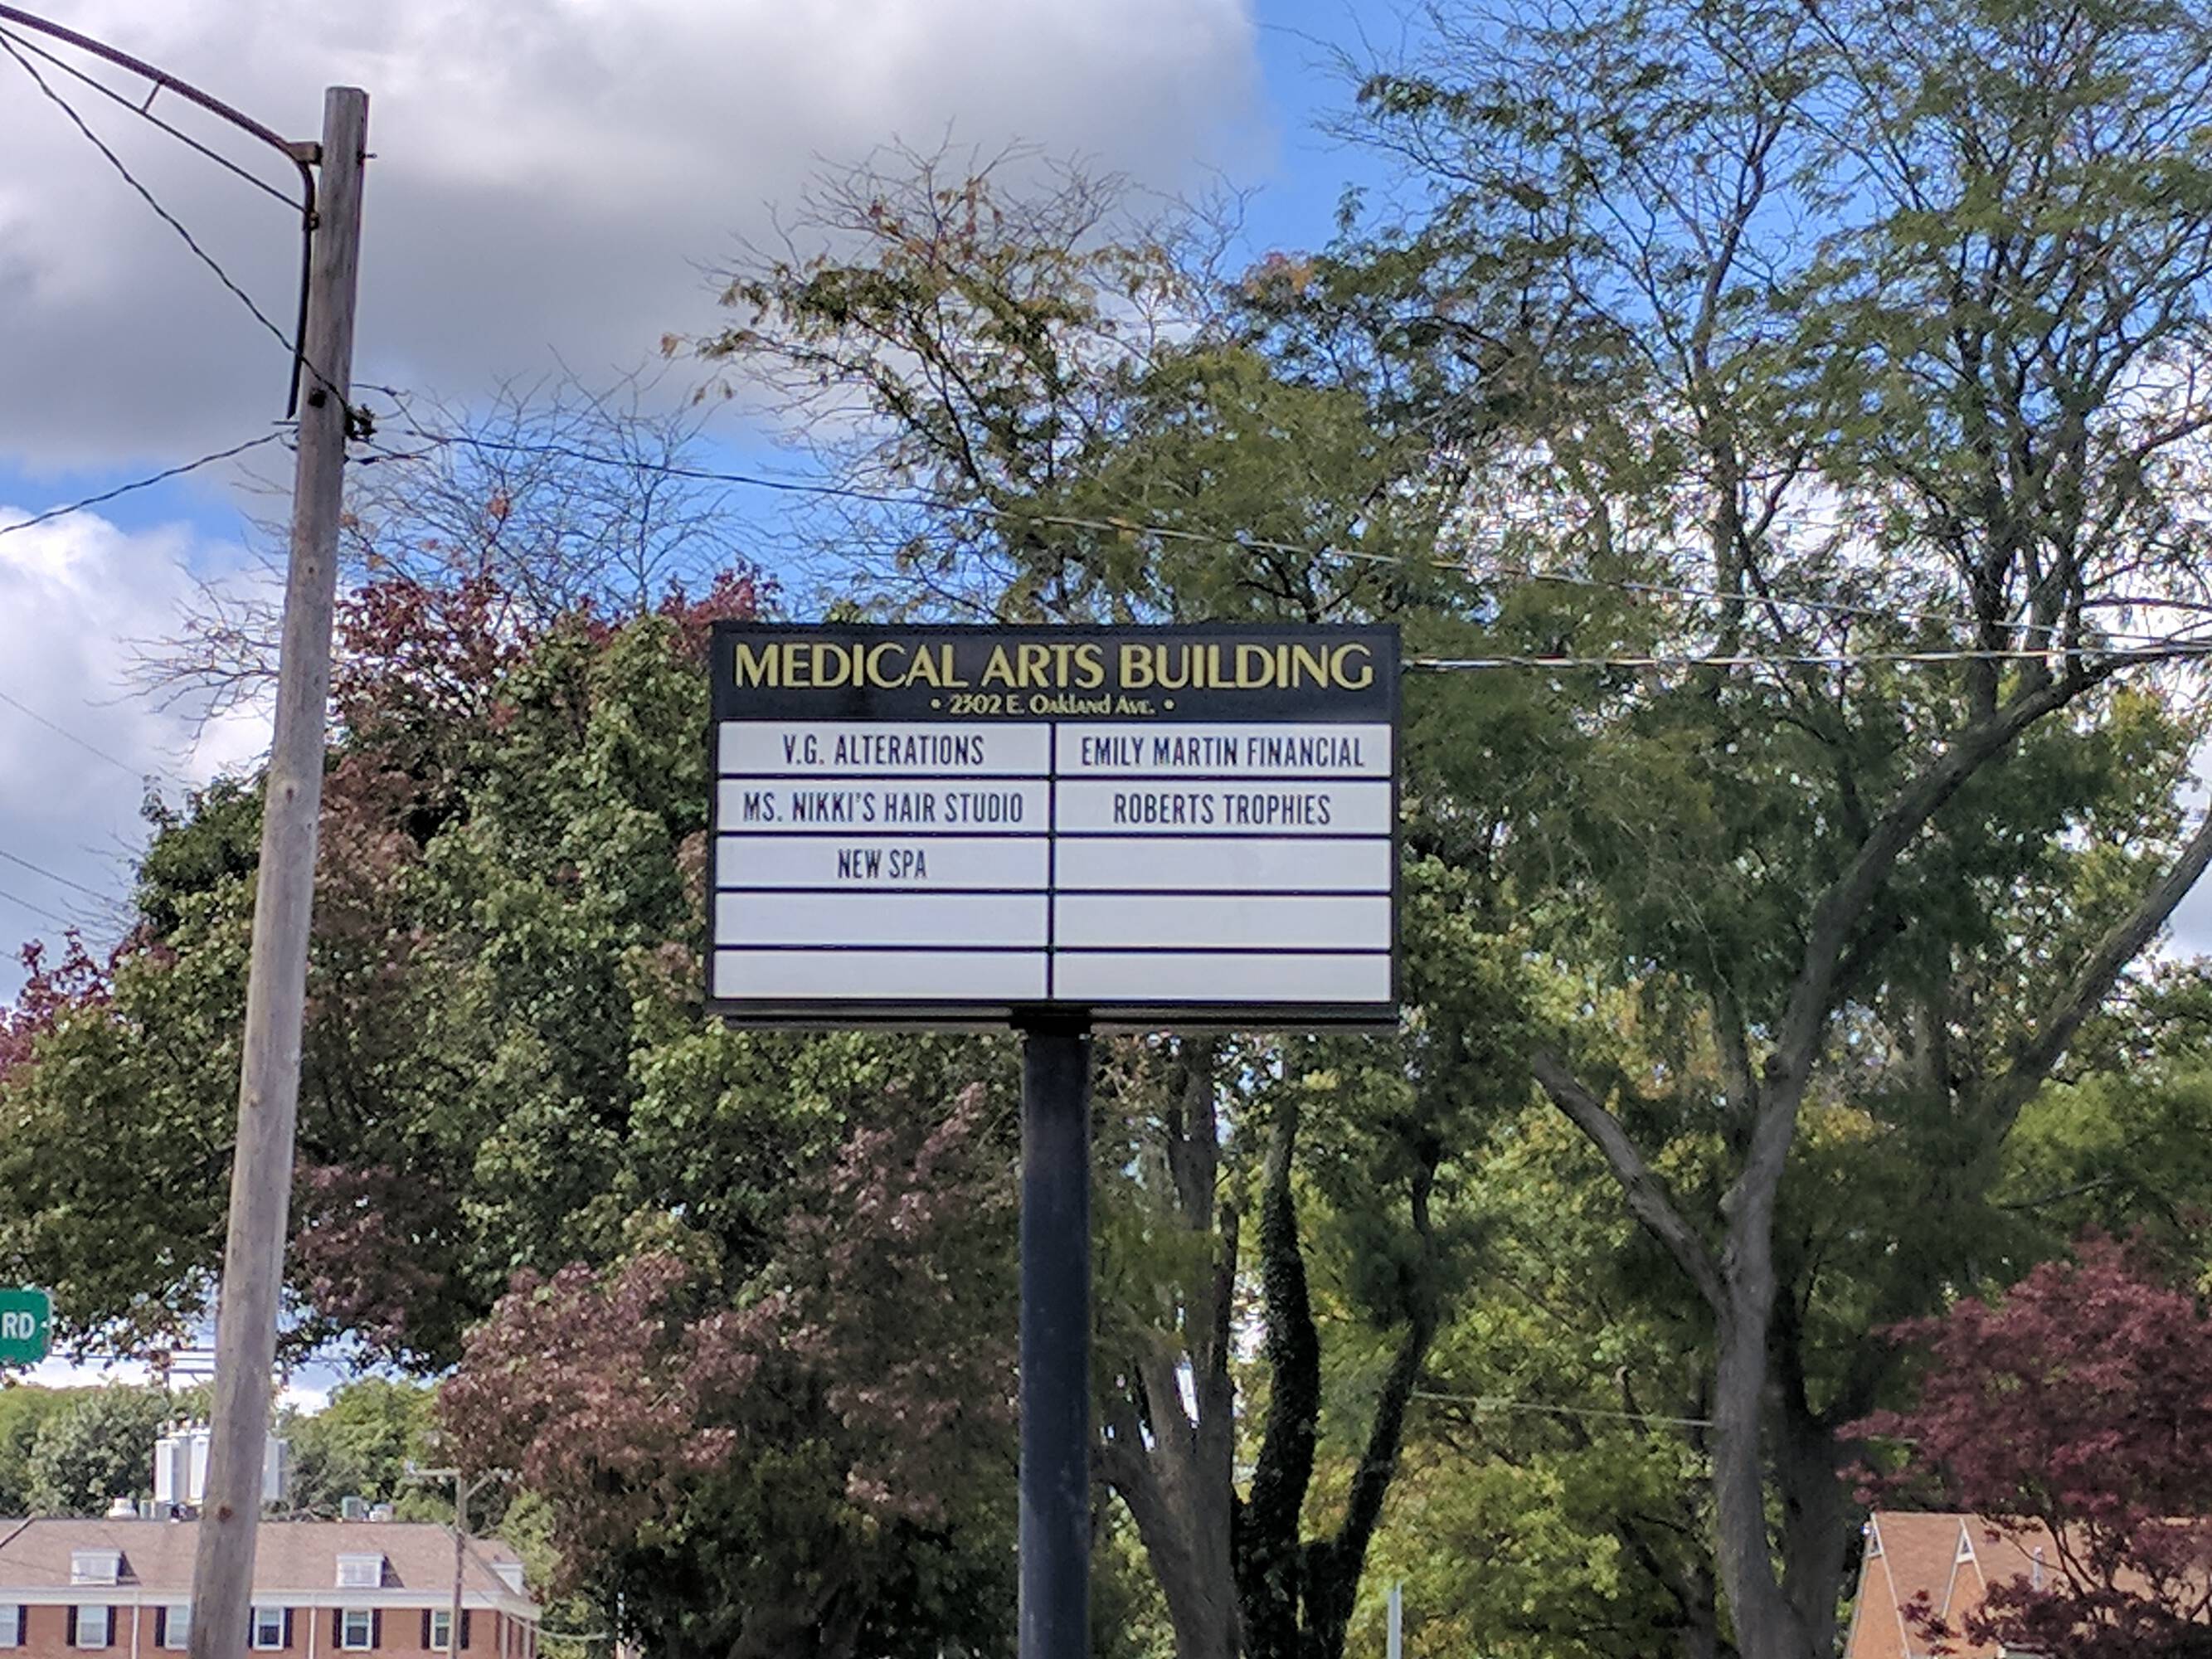 MEDICAL ARTS BUILDING
• 2302 E. Oakland Ave. •
V.G. ALTERATIONS
EMILY MARTIN FINANCIAL
MS. NIKKI'S HAIR STUDIO
ROBERTS TROPHIES
NEW SPA
RD